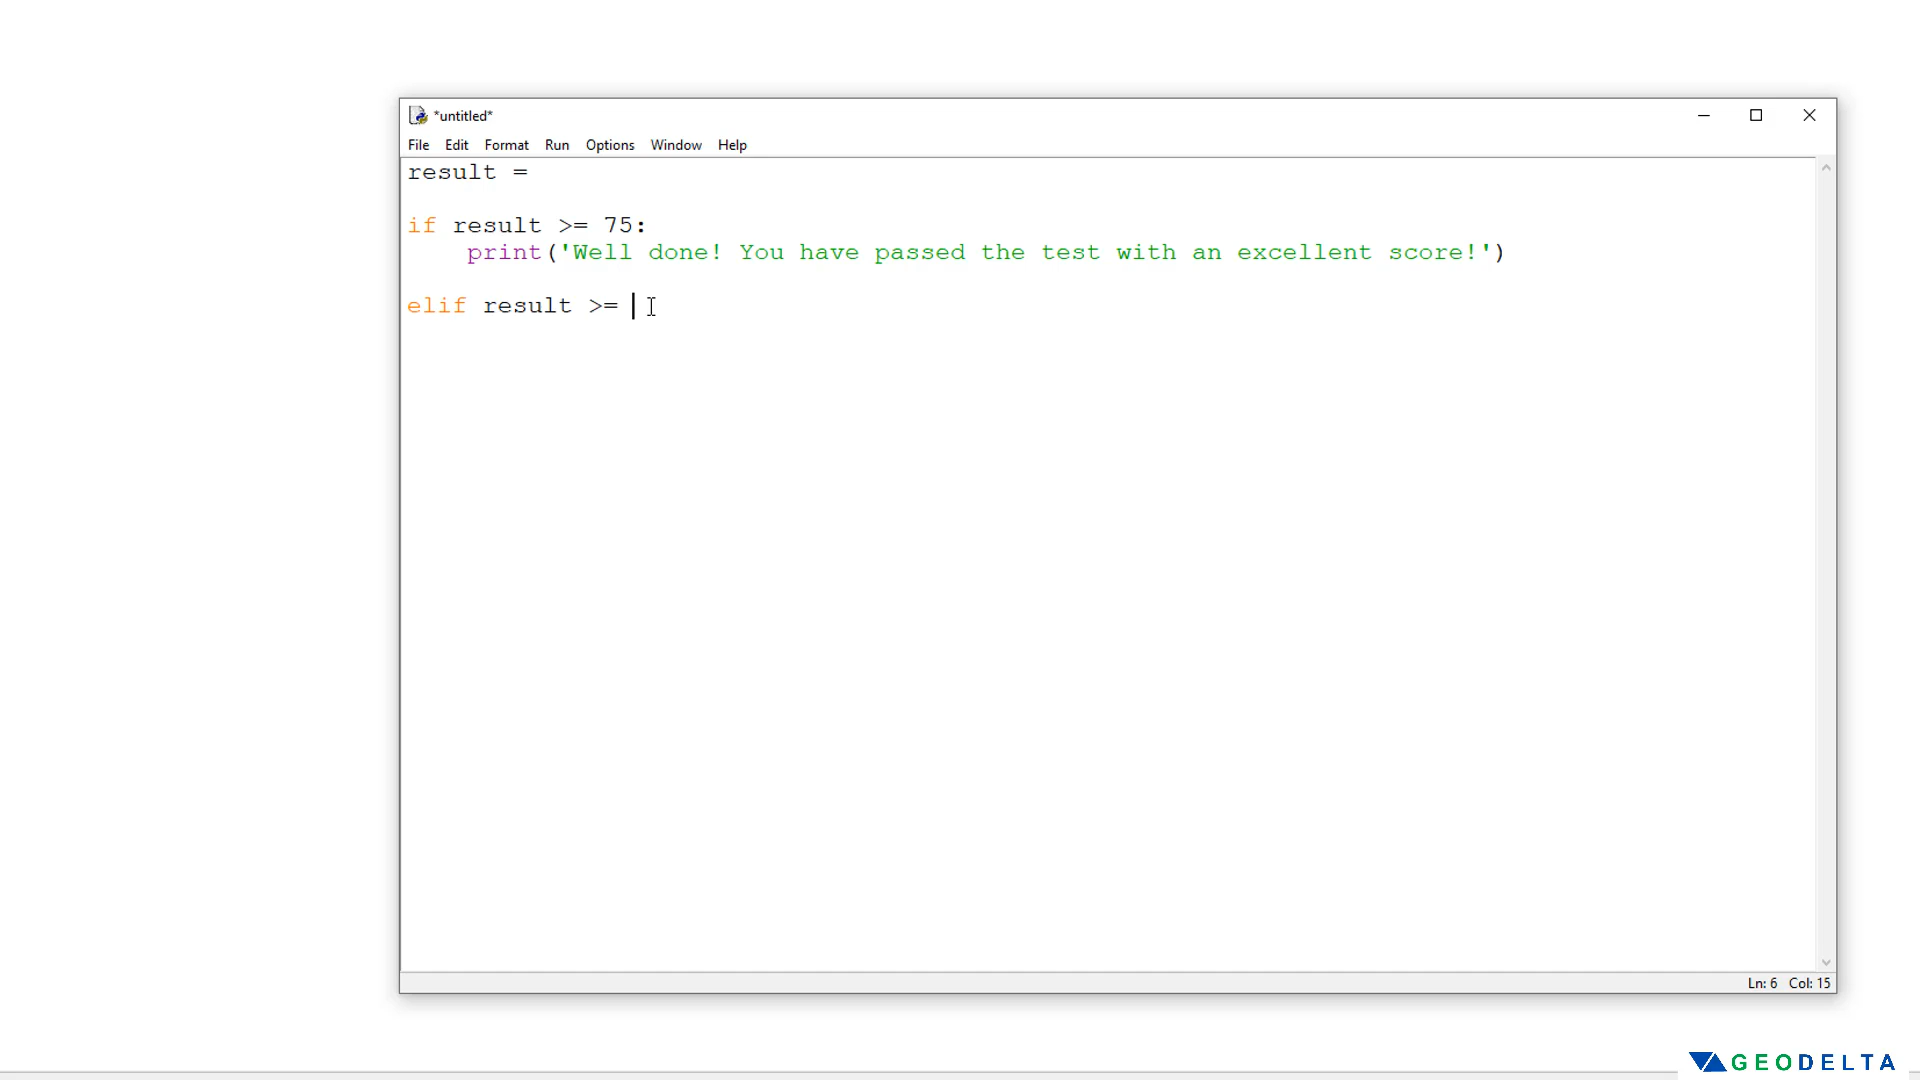 *untitled*
File Edit Format Run Options Window Help
result =
if result >= 75:
    print('Well done! You have passed the test with an excellent score!')
elif result >=
Ln: 6 Col: 15
GEODELTA